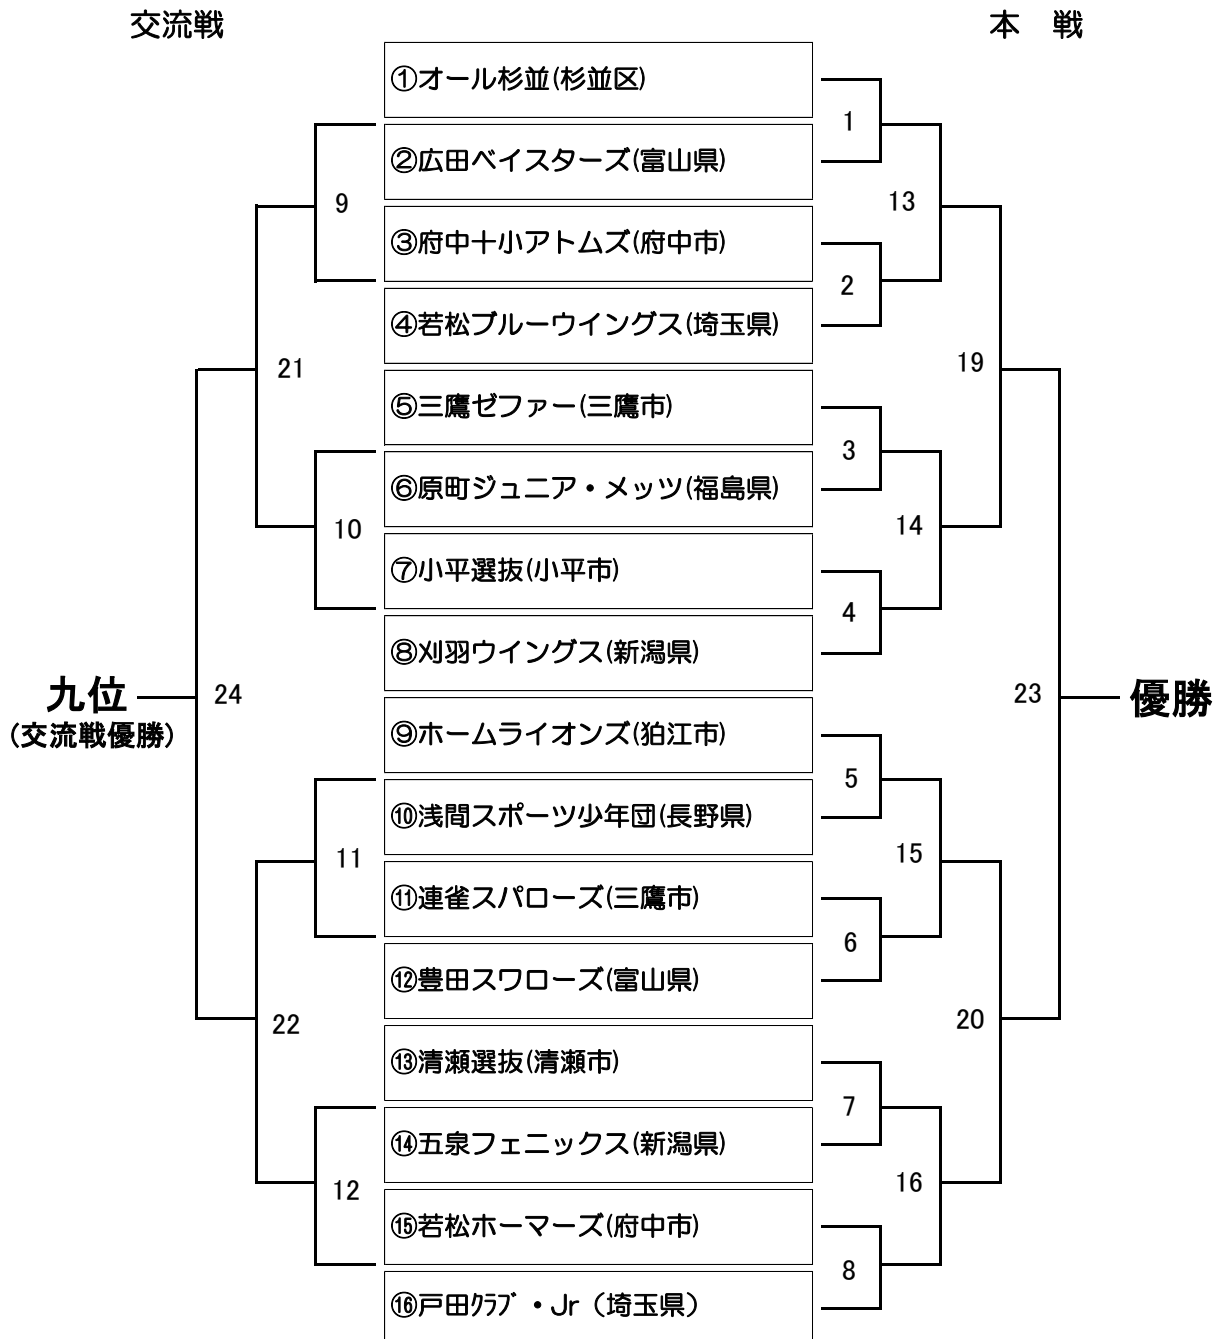 交流戦
本　戦
①オール杉並(杉並区)
1
②広田ベイスターズ(富山県)
9
13
③府中十小アトムズ(府中市)
2
④若松ブルーウイングス(埼玉県)
21
19
⑤三鷹ゼファー(三鷹市)
3
⑥原町ジュニア・メッツ(福島県)
10
14
⑦小平選抜(小平市)
4
⑧刈羽ウイングス(新潟県)
九位
24
23
優勝
(交流戦優勝)
⑨ホームライオンズ(狛江市)
5
⑩浅間スポーツ少年団(長野県)
11
15
⑪連雀スパローズ(三鷹市)
6
⑫豊田スワローズ(富山県)
22
20
⑬清瀬選抜(清瀬市)
7
⑭五泉フェニックス(新潟県)
12
16
⑮若松ホーマーズ(府中市)
8
⑯戸田ｸﾗﾌﾞ・Jr（埼玉県）